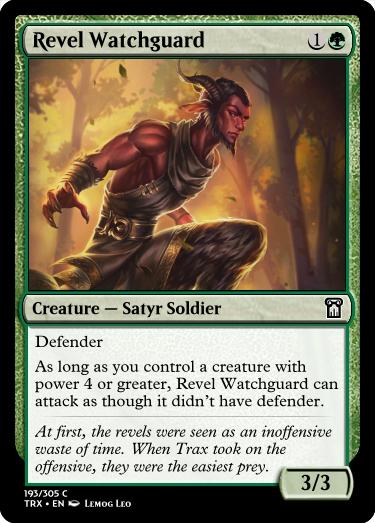 Revel Watchguard 1
Creature — Satyr Soldier
Defender
As long as you control a creature with
power 4 or greater, Revel Watchguard can
attack as though it didn't have defender.
At first, the revels were seen as an inoffensive
waste of time. When Trax took on the
offensive, they were the easiest prey.
3/3
193/305 C
TRX • EN Lemog Leo